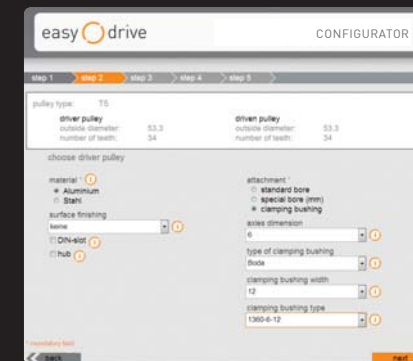 easy drive
CONFIGURATOR
step 1 step 2 step 3 step 4 step 5
pulley type: T5
driver pulley
outside diameter: 53,3
number of teeth: 34
driven pulley
outside diameter: 53,3
number of teeth: 34
choose driver pulley
material * i
Aluminium
Stahl
surface finishing
keine i
DIN-slot i
hub i
attachment *
standard bore
special bore (mm)
clamping bushing
axles dimension
6 i
type of clamping bushing
Boda i
clamping bushing width
12 i
clamping bushing type
1360-6-12 i
* mandatory field
back
next